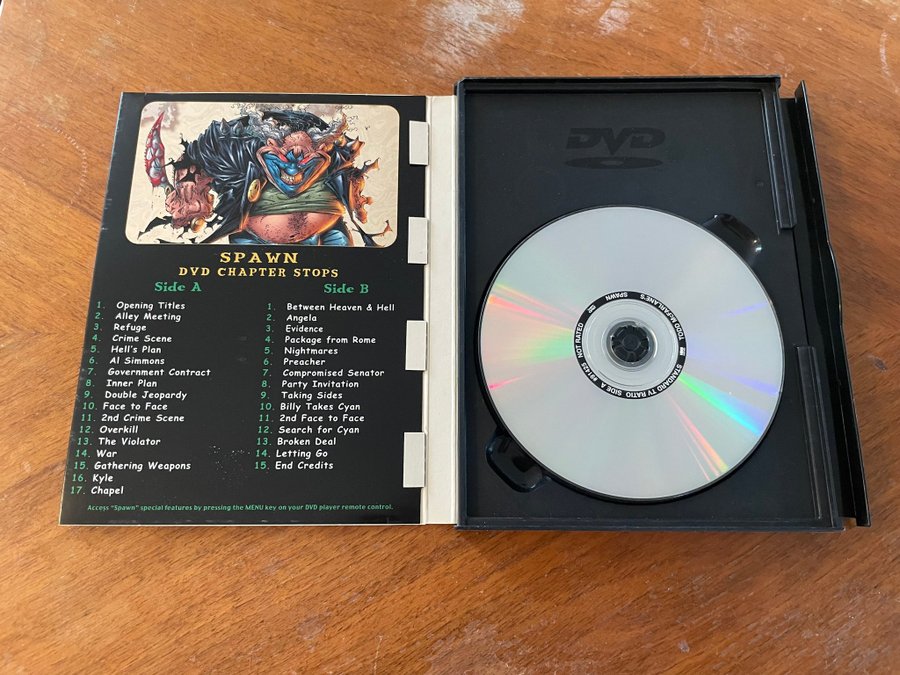 SPAWN
DVD CHAPTER STOPS
Side A
1. Opening Titles
2. Alley Meeting
3. Refuge
4. Crime Scene
5. Hell's Plan
6. Al Simmons
7. Government Contract
8. Inner Plan
9. Double Jeopardy
10. Face to Face
11. 2nd Crime Scene
12. Overkill
13. The Violator
14. War
15. Gathering Weapons
16. Kyle
17. Chapel
Side B
1. Between Heaven & Hell
2. Angela
3. Evidence
4. Package from Rome
5. Nightmares
6. Preacher
7. Compromised Senator
8. Party Invitation
9. Taking Sides
10. Billy Takes Cyan
11. 2nd Face to Face
12. Search for Cyan
13. Broken Deal
14. Letting Go
15. End Credits
Access "Spawn" special features by pressing the MENU key on your DVD player remote control.
DVD
TODD McFARLANE'S SPAWN
STANDARD TV RATIO SIDE A #91425 NOT RATED